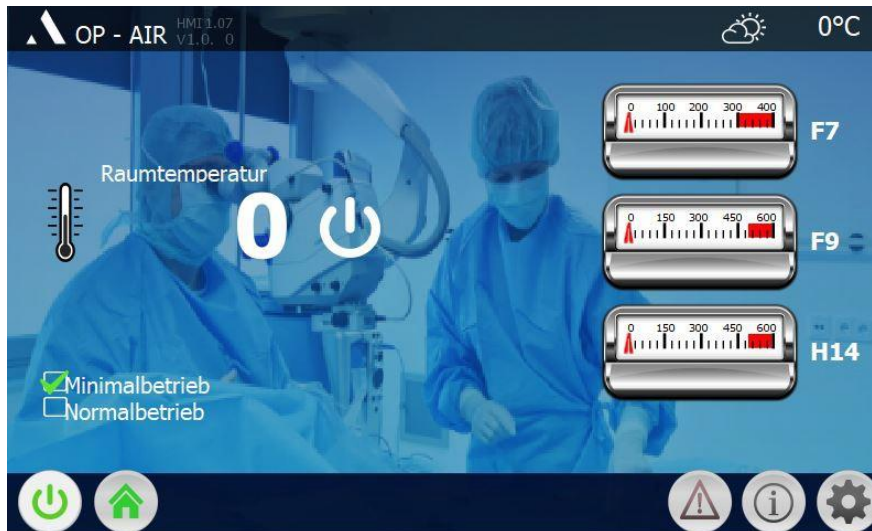 OP - AIR
HMI 1.07
V1.0. 0
0°C
0 100 200 300 400
F7
Raumtemperatur
0
0 150 300 450 600
F9
0 150 300 450 600
H14
Minimalbetrieb
Normalbetrieb